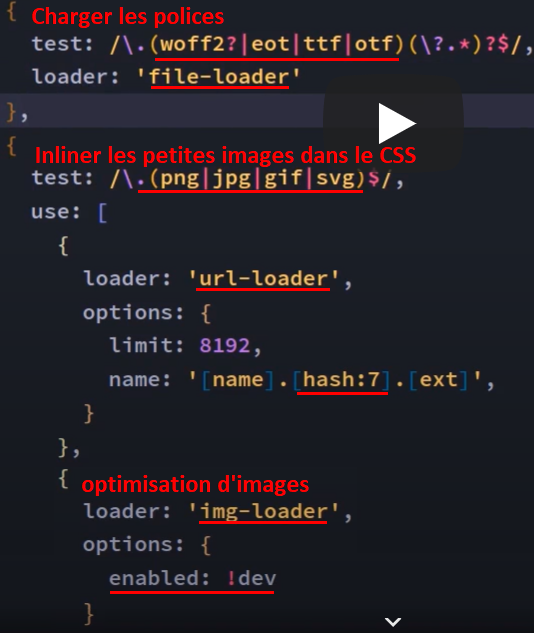 { Charger les polices
test: /\.(woff2?|eot|ttf|otf)(\?.*)?$/,
loader: 'file-loader'
},
{ Inliner les petites images dans le CSS
test: /\.(png|jpg|gif|svg)$/,
use: [
{
loader: 'url-loader',
options: {
limit: 8192,
name: '[name].[hash:7].[ext]',
}
},
{ optimisation d'images
loader: 'img-loader',
options: {
enabled: !dev
}